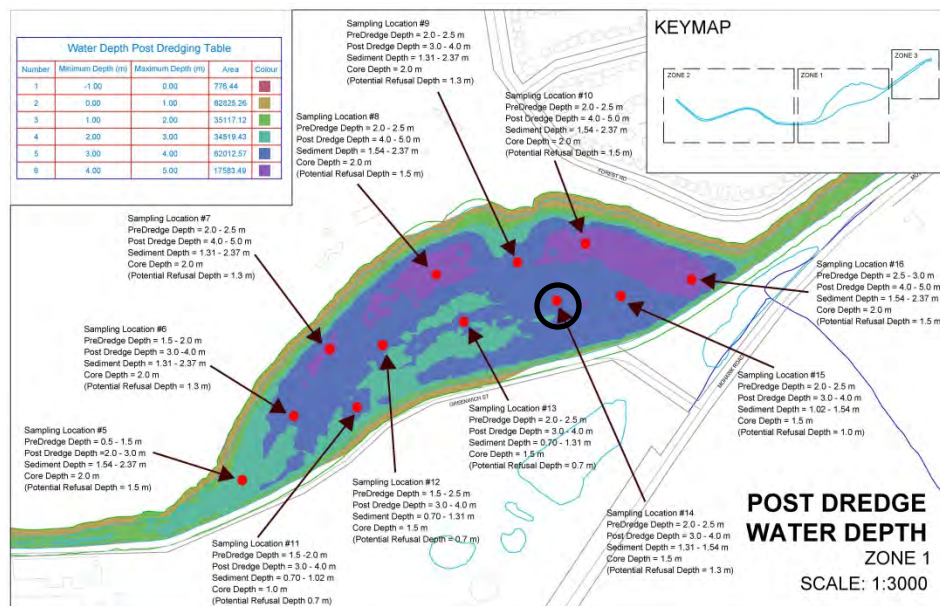 Water Depth Post Dredging Table
Number Minimum Depth (m) Maximum Depth (m) Area Colour
1 -1.00 0.00 776.44
2 0.00 1.00 62825.26
3 1.00 2.00 35117.12
4 2.00 3.00 34519.43
5 3.00 4.00 62012.57
6 4.00 5.00 17583.49
Sampling Location #9
PreDredge Depth = 2.0 - 2.5 m
Post Dredge Depth = 3.0 - 4.0 m
Sediment Depth = 1.31 - 2.37 m
Core Depth = 2.0 m
(Potential Refusal Depth = 1.3 m)
KEYMAP
ZONE 3
ZONE 2
ZONE 1
Sampling Location #10
PreDredge Depth = 2.0 - 2.5 m
Post Dredge Depth = 4.0 - 5.0 m
Sediment Depth = 1.54 - 2.37 m
Core Depth = 2.0 m
(Potential Refusal Depth = 1.5 m)
Sampling Location #8
PreDredge Depth = 2.0 - 2.5 m
Post Dredge Depth = 4.0 - 5.0 m
Sediment Depth = 1.54 - 2.37 m
Core Depth = 2.0 m
(Potential Refusal Depth = 1.5 m)
FOREST RD
Sampling Location #7
PreDredge Depth = 2.0 - 2.5 m
Post Dredge Depth = 4.0 - 5.0 m
Sediment Depth = 1.31 - 2.37 m
Core Depth = 2.0 m
(Potential Refusal Depth = 1.3 m)
Sampling Location #16
PreDredge Depth = 2.5 - 3.0 m
Post Dredge Depth = 4.0 - 5.0 m
Sediment Depth = 1.54 - 2.37 m
Core Depth = 2.0 m
(Potential Refusal Depth = 1.5 m)
Sampling Location #6
PreDredge Depth = 1.5 - 2.0 m
Post Dredge Depth = 3.0 -4.0 m
Sediment Depth = 1.31 - 2.37 m
Core Depth = 2.0 m
(Potential Refusal Depth = 1.3 m)
MOHAWK ROAD
Sampling Location #15
PreDredge Depth = 2.0 - 2.5 m
Post Dredge Depth = 3.0 - 4.0 m
Sediment Depth = 1.02 - 1.54 m
Core Depth = 1.5 m
(Potential Refusal Depth = 1.0 m)
GREENWICH ST
Sampling Location #13
PreDredge Depth = 2.0 - 2.5 m
Post Dredge Depth = 3.0 - 4.0 m
Sediment Depth = 0.70 - 1.31 m
Core Depth = 1.5 m
(Potential Refusal Depth = 0.7 m)
Sampling Location #5
PreDredge Depth = 0.5 - 1.5 m
Post Dredge Depth =2.0 - 3.0 m
Sediment Depth = 1.54 - 2.37 m
Core Depth = 2.0 m
(Potential Refusal Depth = 1.5 m)
Sampling Location #12
PreDredge Depth = 1.5 - 2.5 m
Post Dredge Depth = 3.0 - 4.0 m
Sediment Depth = 0.70 - 1.31 m
Core Depth = 1.5 m
(Potential Refusal Depth = 0.7 m)
Sampling Location #14
PreDredge Depth = 2.0 - 2.5 m
Post Dredge Depth = 3.0 - 4.0 m
Sediment Depth = 1.31 - 1.54 m
Core Depth = 1.5 m
(Potential Refusal Depth = 1.3 m)
Sampling Location #11
PreDredge Depth = 1.5 -2.0 m
Post Dredge Depth = 3.0 - 4.0 m
Sediment Depth = 0.70 - 1.02 m
Core Depth = 1.0 m
(Potential Refusal Depth 0.7 m)
POST DREDGE
WATER DEPTH
ZONE 1
SCALE: 1:3000